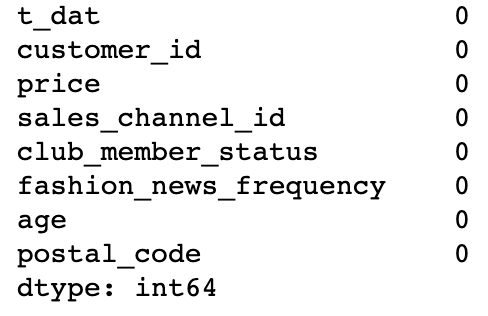 t_dat 0
customer_id 0
price 0
sales_channel_id 0
club_member_status 0
fashion_news_frequency 0
age 0
postal_code 0
dtype: int64